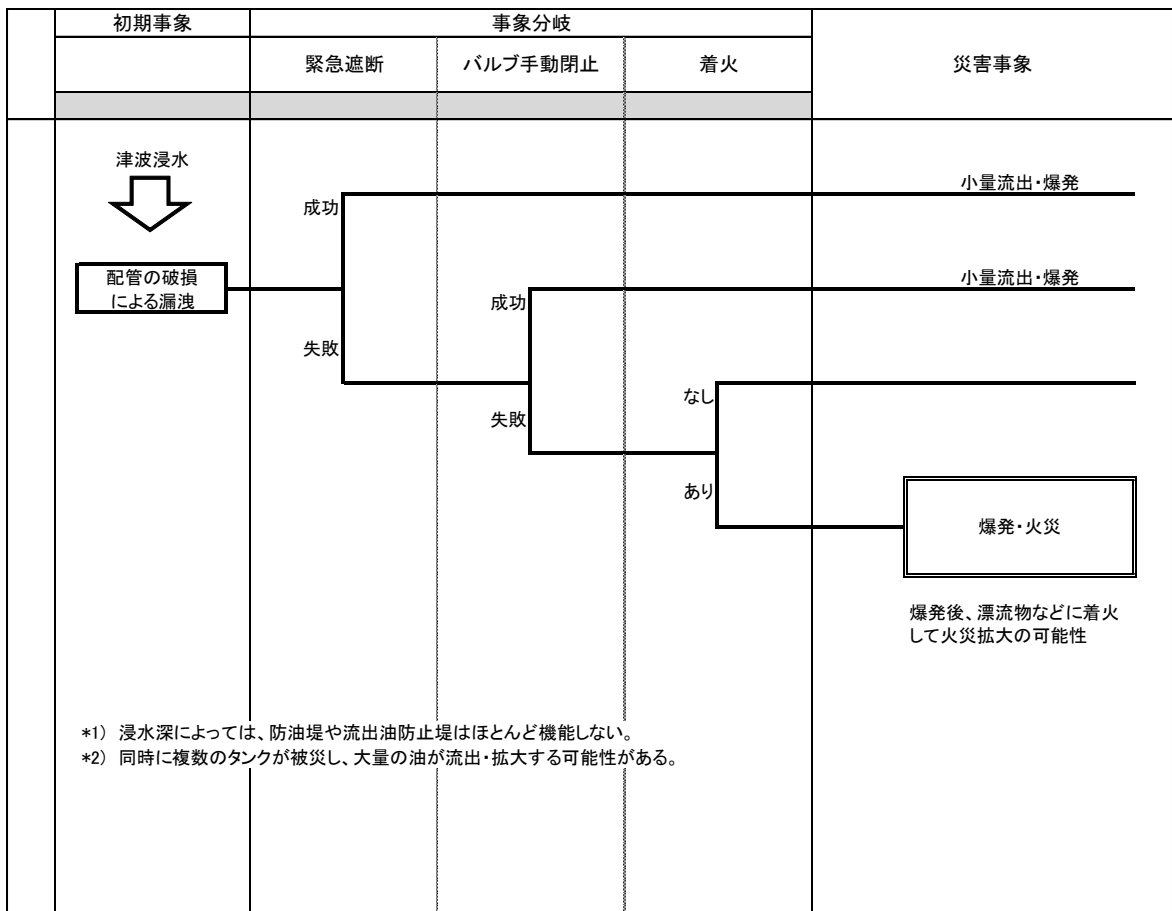 初期事象
事象分岐
緊急遮断
バルブ手動閉止
着火
災害事象
津波浸水
小量流出・爆発
成功
配管の破損
による漏洩
小量流出・爆発
成功
失敗
なし
失敗
あり
爆発・火災
爆発後、漂流物などに着火
して火災拡大の可能性
*1) 浸水深によっては、防油堤や流出油防止堤はほとんど機能しない。
*2) 同時に複数のタンクが被災し、大量の油が流出・拡大する可能性がある。